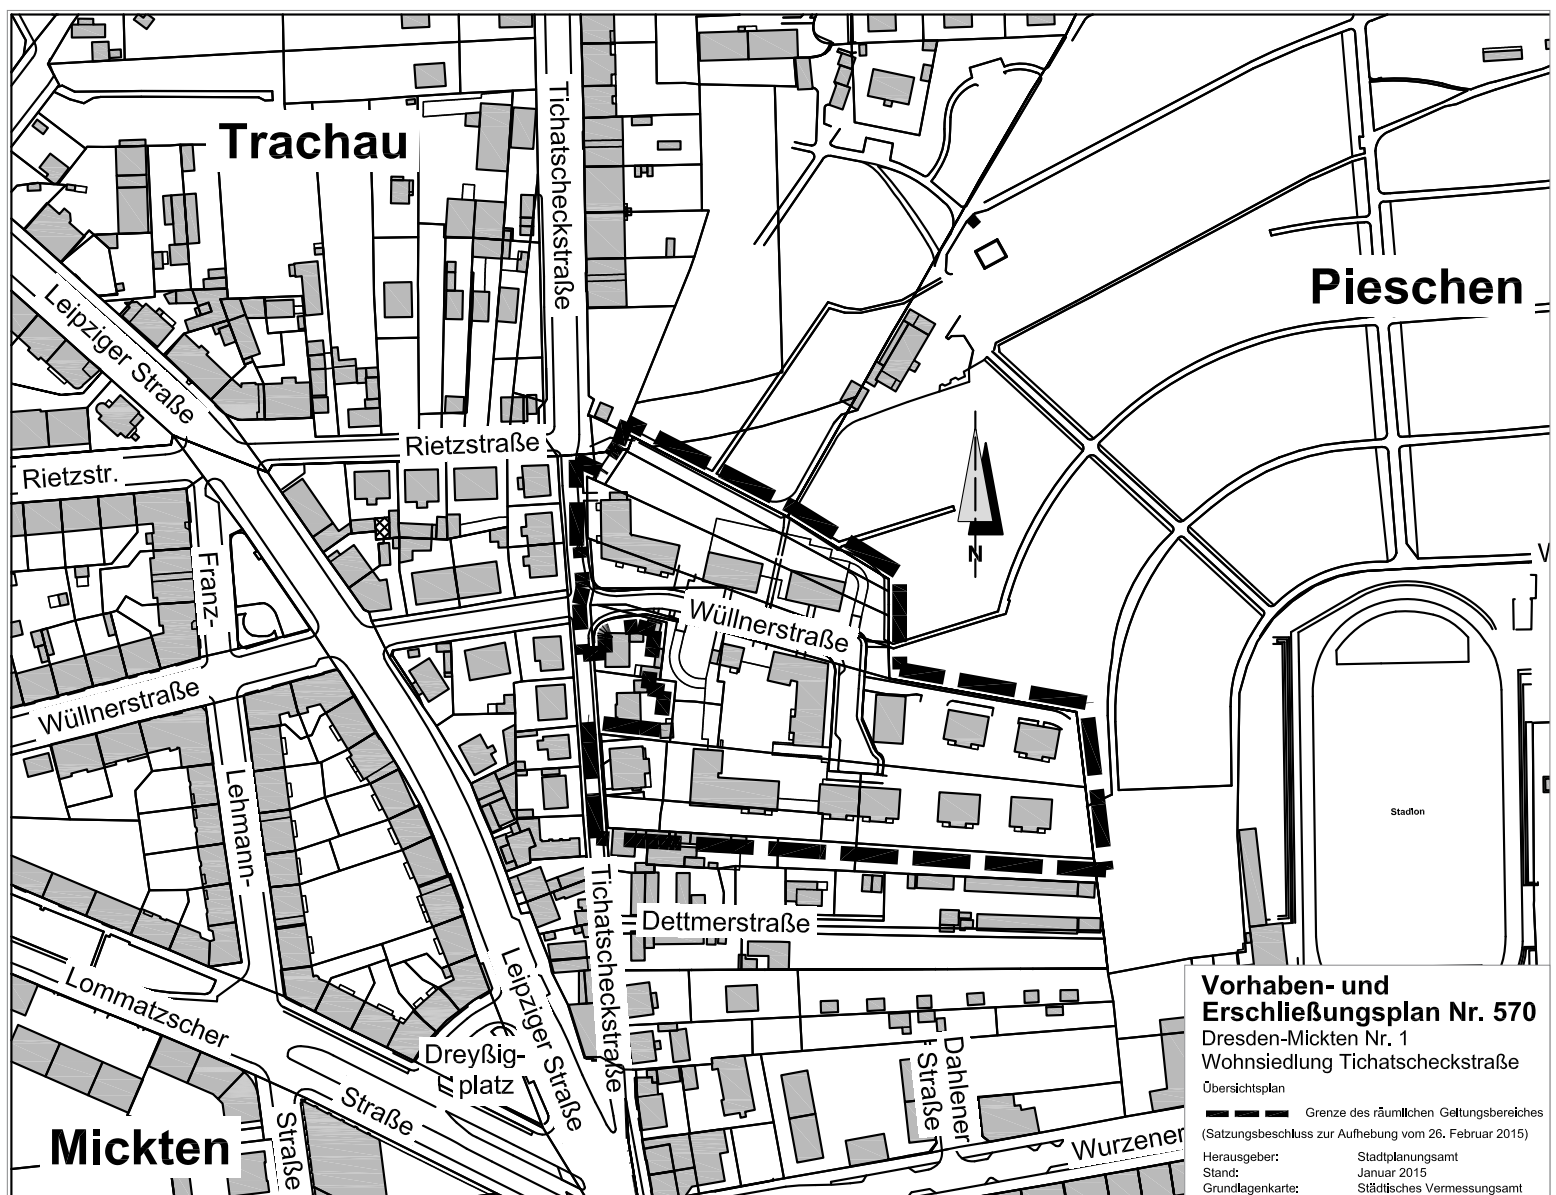 Trachau
Tichatscheckstraße
Pieschen
Leipziger Straße
Rietzstraße
Rietzstr.
Franz-
N
Wüllnerstraße
Wüllnerstraße
Lehmann-
Stadion
Dettmerstraße
Tichatscheckstraße
Leipziger Straße
Lommatzscher
Straße
Dreyßig-
platz
Straße
Mickten
Dahlener
Straße
Wurzener
Vorhaben- und
Erschließungsplan Nr. 570
Dresden-Mickten Nr. 1
Wohnsiedlung Tichatscheckstraße
Übersichtsplan
Grenze des räumlichen Geltungsbereiches
(Satzungsbeschluss zur Aufhebung vom 26. Februar 2015)
Herausgeber: Stadtplanungsamt
Stand: Januar 2015
Grundlagenkarte: Städtisches Vermessungsamt